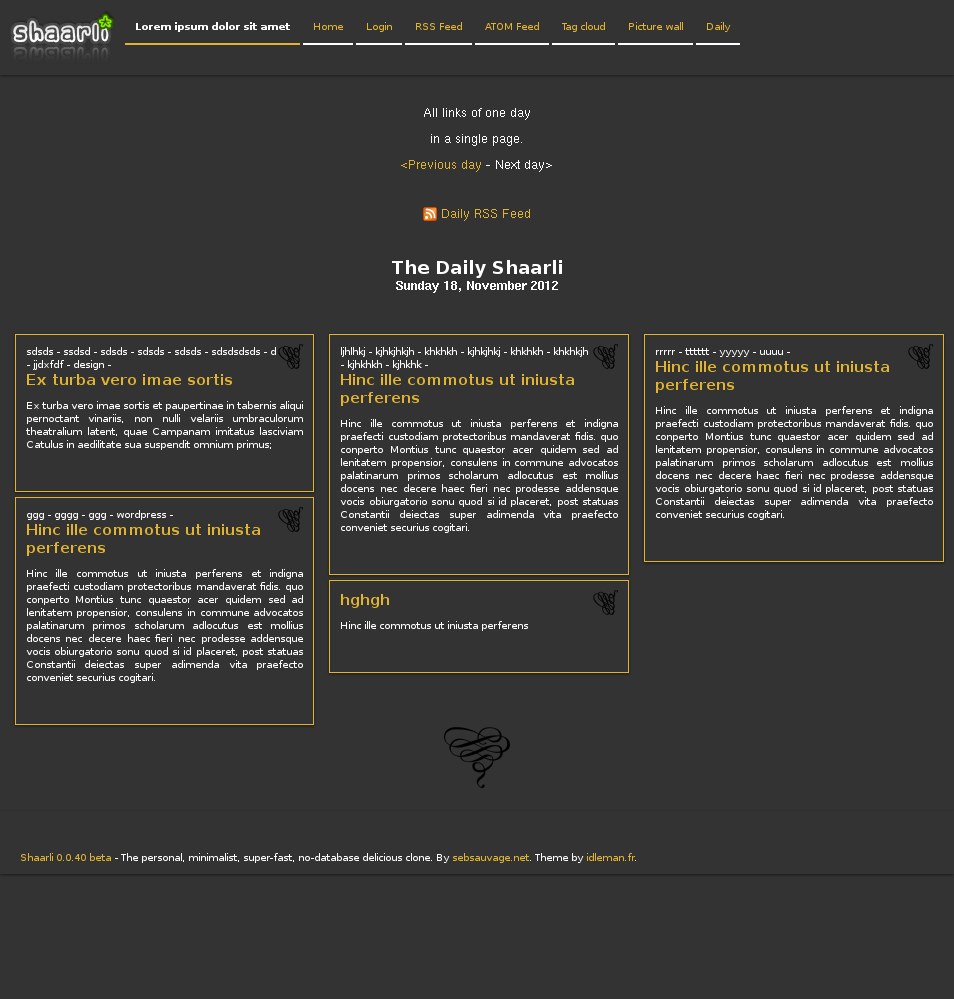 shaarli
Lorem ipsum dolor sit amet Home Login RSS Feed ATOM Feed Tag cloud Picture wall Daily
All links of one day
in a single page.
<Previous day - Next day>
Daily RSS Feed
The Daily Shaarli
Sunday 18, November 2012
sdsds - ssdsd - sdsds - sdsds - sdsds - sdsdsdsds - d
- jjdxfdf - design -
Ex turba vero imae sortis
Ex turba vero imae sortis et paupertinae in tabernis aliqui
pernoctant vinariis, non nulli velariis umbraculorum
theatralium latent, quae Campanam imitatus lasciviam
Catulus in aedilitate sua suspendit omnium primus;
ggg - gggg - ggg - wordpress -
Hinc ille commotus ut iniusta
perferens
Hinc ille commotus ut iniusta perferens et indigna
praefecti custodiam protectoribus mandaverat fidis. quo
conperto Montius tunc quaestor acer quidem sed ad
lenitatem propensior, consulens in commune advocatos
palatinarum primos scholarum adlocutus est mollius
docens nec decere haec fieri nec prodesse addensque
vocis obiurgatorio sonu quod si id placeret, post statuas
Constantii deiectas super adimenda vita praefecto
conveniet securius cogitari.
ljhlhkj - kjhkjhkjh - khkhkh - kjhkjhkj - khkhkh - khkhkjh
- kjhkhkh - kjhkhk -
Hinc ille commotus ut iniusta
perferens
Hinc ille commotus ut iniusta perferens et indigna
praefecti custodiam protectoribus mandaverat fidis. quo
conperto Montius tunc quaestor acer quidem sed ad
lenitatem propensior, consulens in commune advocatos
palatinarum primos scholarum adlocutus est mollius
docens nec decere haec fieri nec prodesse addensque
vocis obiurgatorio sonu quod si id placeret, post statuas
Constantii deiectas super adimenda vita praefecto
conveniet securius cogitari.
hghgh
Hinc ille commotus ut iniusta perferens
rrrrr - tttttt - yyyyy - uuuu -
Hinc ille commotus ut iniusta
perferens
Hinc ille commotus ut iniusta perferens et indigna
praefecti custodiam protectoribus mandaverat fidis. quo
conperto Montius tunc quaestor acer quidem sed ad
lenitatem propensior, consulens in commune advocatos
palatinarum primos scholarum adlocutus est mollius
docens nec decere haec fieri nec prodesse addensque
vocis obiurgatorio sonu quod si id placeret, post statuas
Constantii deiectas super adimenda vita praefecto
conveniet securius cogitari.
Shaarli 0.0.40 beta - The personal, minimalist, super-fast, no-database delicious clone. By sebsauvage.net. Theme by idleman.fr.